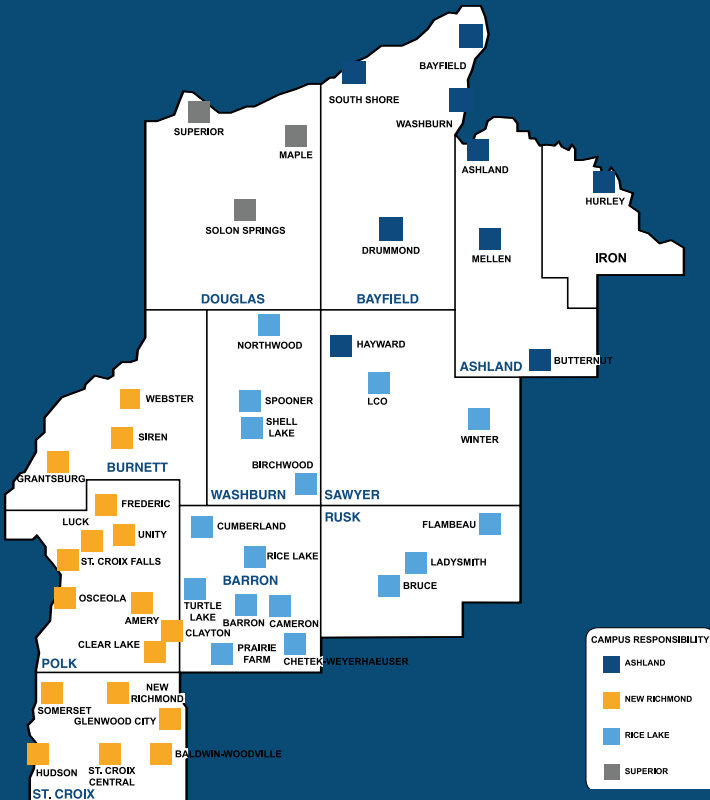 BAYFIELD
SOUTH SHORE
WASHBURN
SUPERIOR
MAPLE
ASHLAND
HURLEY
SOLON SPRINGS
DRUMMOND
MELLEN
IRON
DOUGLAS
BAYFIELD
NORTHWOOD
HAYWARD
ASHLAND
BUTTERNUT
WEBSTER
SPOONER
LCO
SHELL
LAKE
SIREN
WINTER
BURNETT
BIRCHWOOD
GRANTSBURG
WASHBURN
SAWYER
FREDERIC
RUSK
LUCK
CUMBERLAND
FLAMBEAU
UNITY
ST. CROIX FALLS
RICE LAKE
LADYSMITH
BARRON
BRUCE
OSCEOLA
TURTLE
LAKE
AMERY
BARRON
CAMERON
CLAYTON
CLEAR LAKE
PRAIRIE
FARM
CHETEK-WEYERHAEUSER
POLK
NEW
RICHMOND
SOMERSET
GLENWOOD CITY
BALDWIN-WOODVILLE
HUDSON
ST. CROIX
CENTRAL
ST. CROIX
CAMPUS RESPONSIBILITY
ASHLAND
NEW RICHMOND
RICE LAKE
SUPERIOR